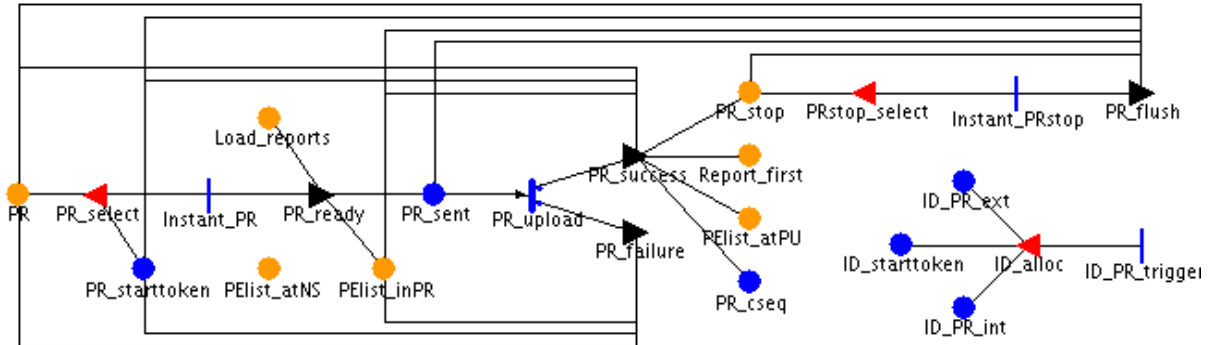 PR_stop
PRstop_select
Instant_PRstop
PR_flush
Load_reports
PR_success
Report_first
PR
PR_select
Instant_PR
PR_ready
PR_sent
PR_upload
ID_PR_ext
PElist_atPU
PR_failure
ID_starttoken
ID_alloc
ID_PR_trigger
PR_starttoken
PElist_atNS
PElist_inPR
PR_cseq
ID_PR_int